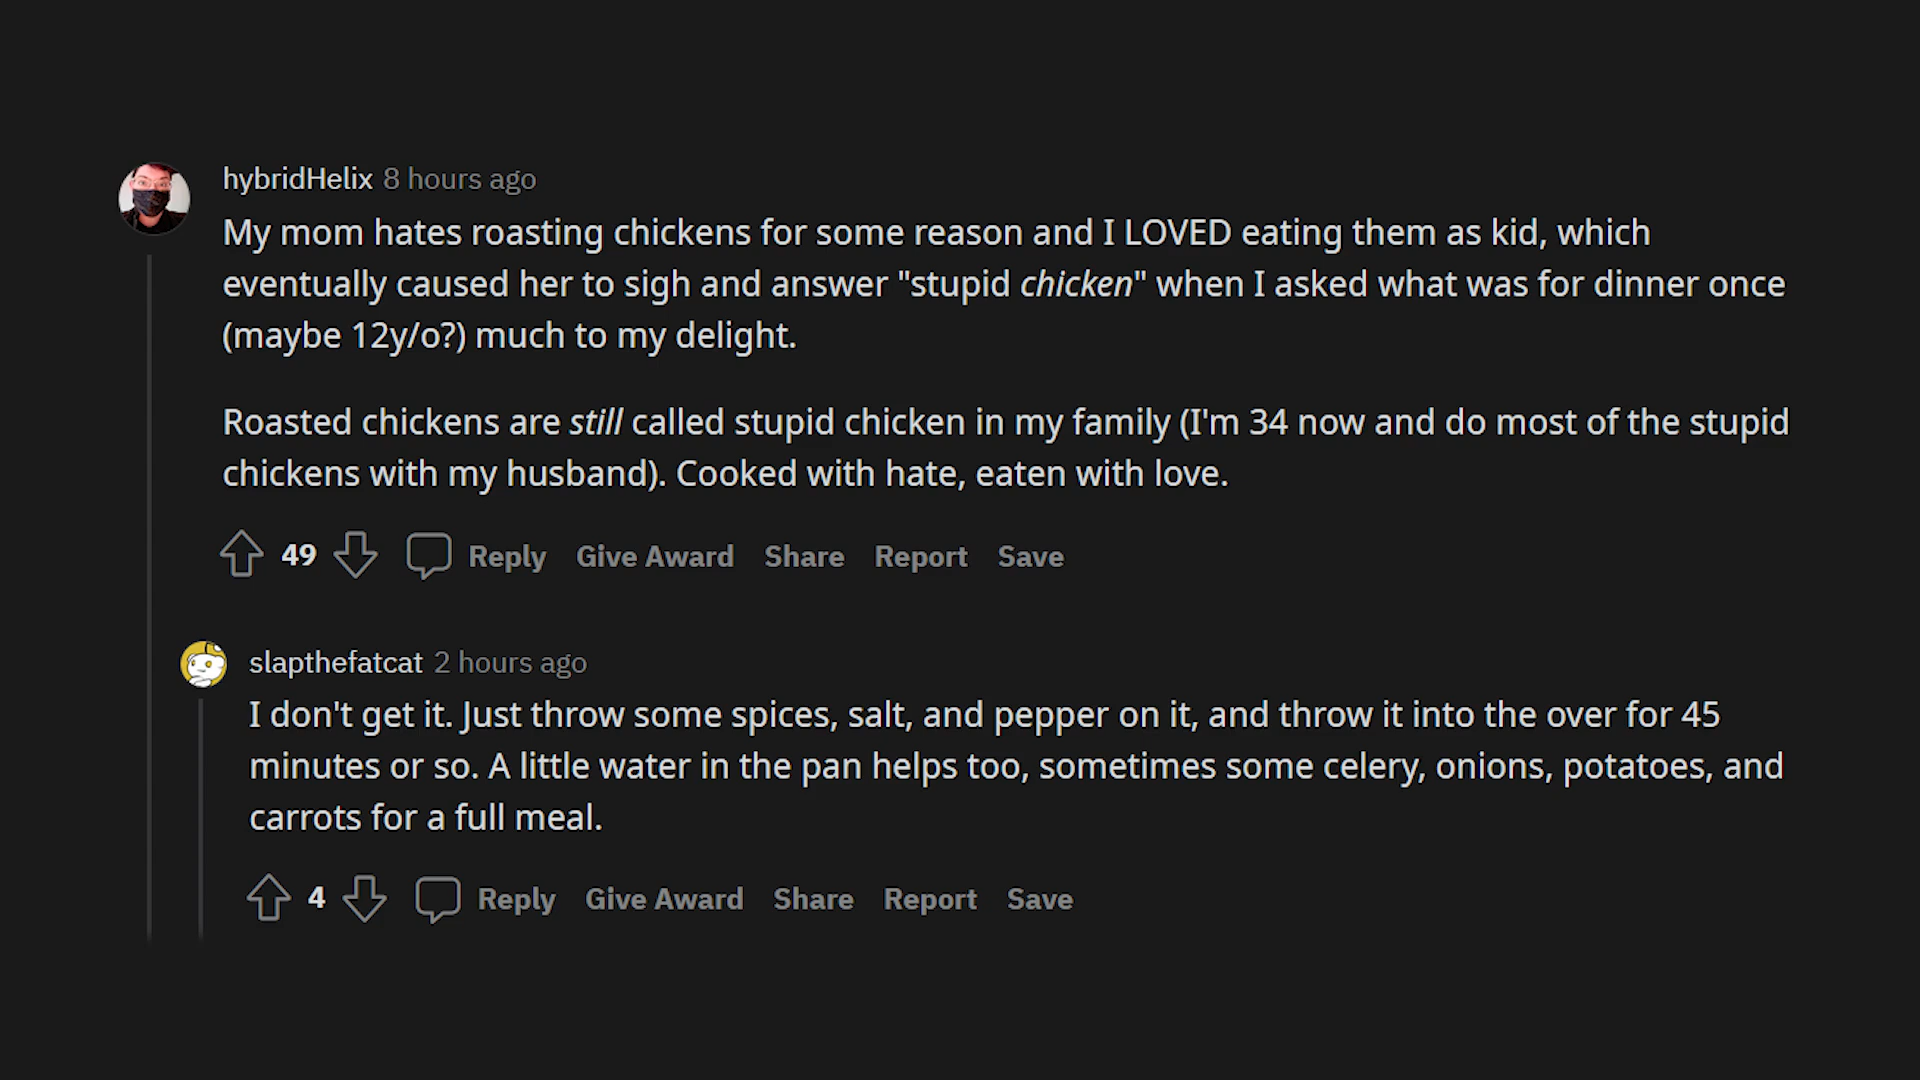 hybridHelix 8 hours ago
My mom hates roasting chickens for some reason and I LOVED eating them as kid, which
eventually caused her to sigh and answer "stupid chicken" when I asked what was for dinner once
(maybe 12y/o?) much to my delight.
Roasted chickens are still called stupid chicken in my family (I'm 34 now and do most of the stupid
chickens with my husband). Cooked with hate, eaten with love.
49 Reply Give Award Share Report Save
slapthefatcat 2 hours ago
I don't get it. Just throw some spices, salt, and pepper on it, and throw it into the over for 45
minutes or so. A little water in the pan helps too, sometimes some celery, onions, potatoes, and
carrots for a full meal.
4 Reply Give Award Share Report Save